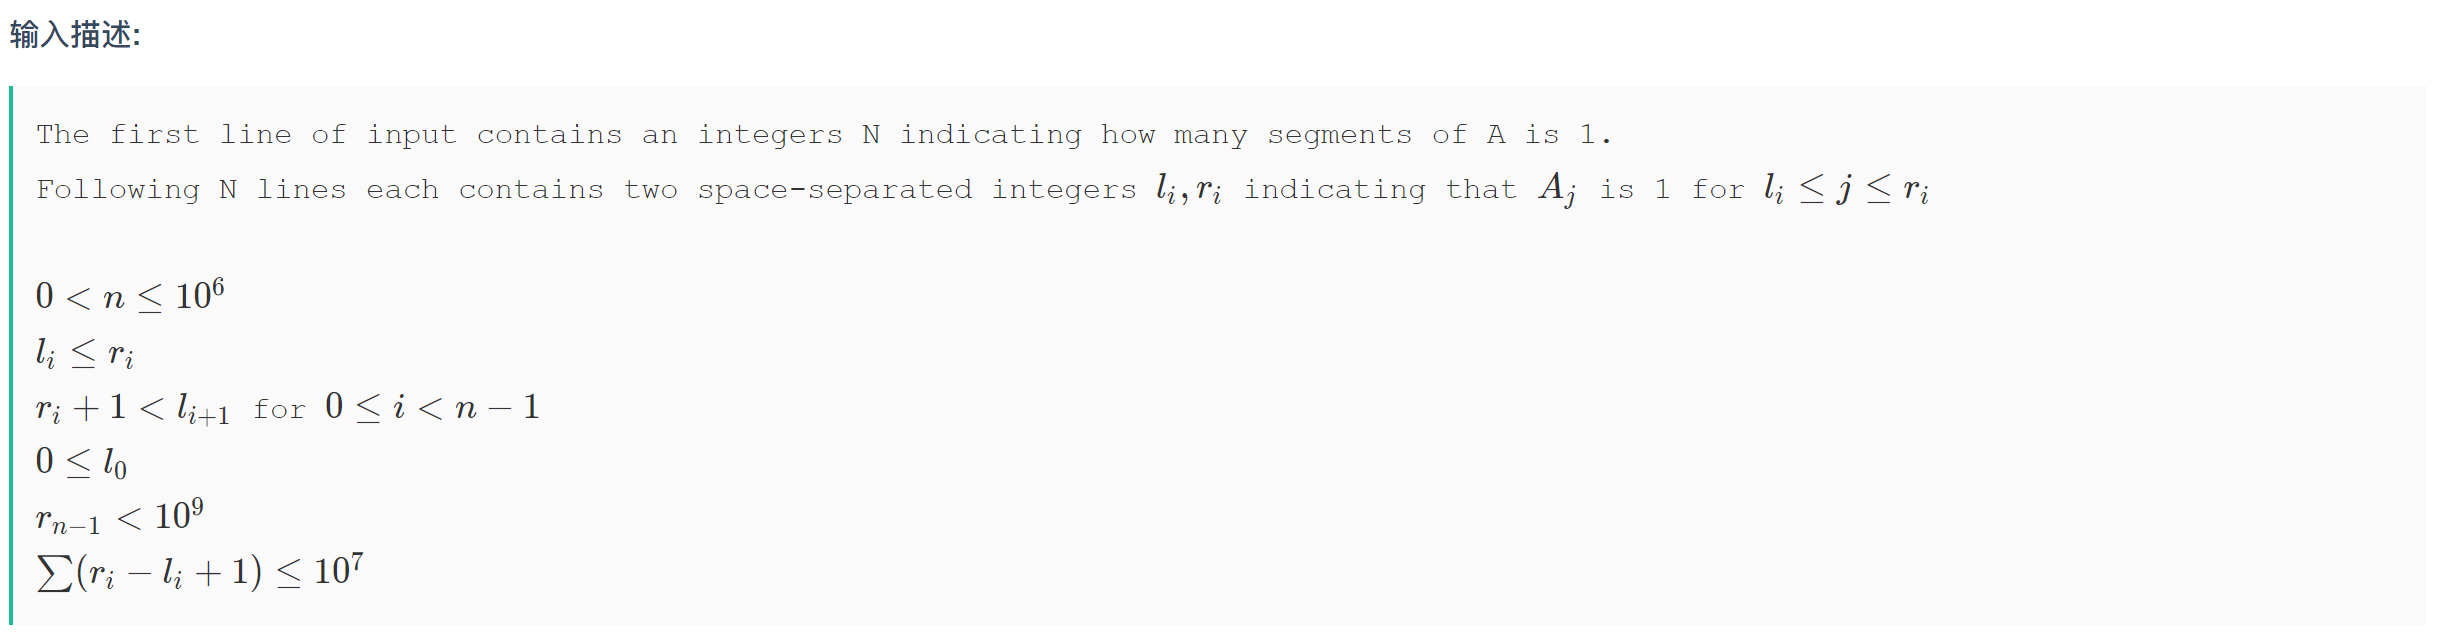 输入描述:
The first line of input contains an integers N indicating how many segments of A is 1.
Following N lines each contains two space-separated integers $l_i, r_i$ indicating that $A_j$ is 1 for $l_i \leq j \leq r_i$
$0 < n \leq 10^6$
$l_i \leq r_i$
$r_i + 1 < l_{i+1}$ for $0 \leq i < n - 1$
$0 \leq l_0$
$r_{n-1} < 10^9$
$\sum (r_i - l_i + 1) \leq 10^7$